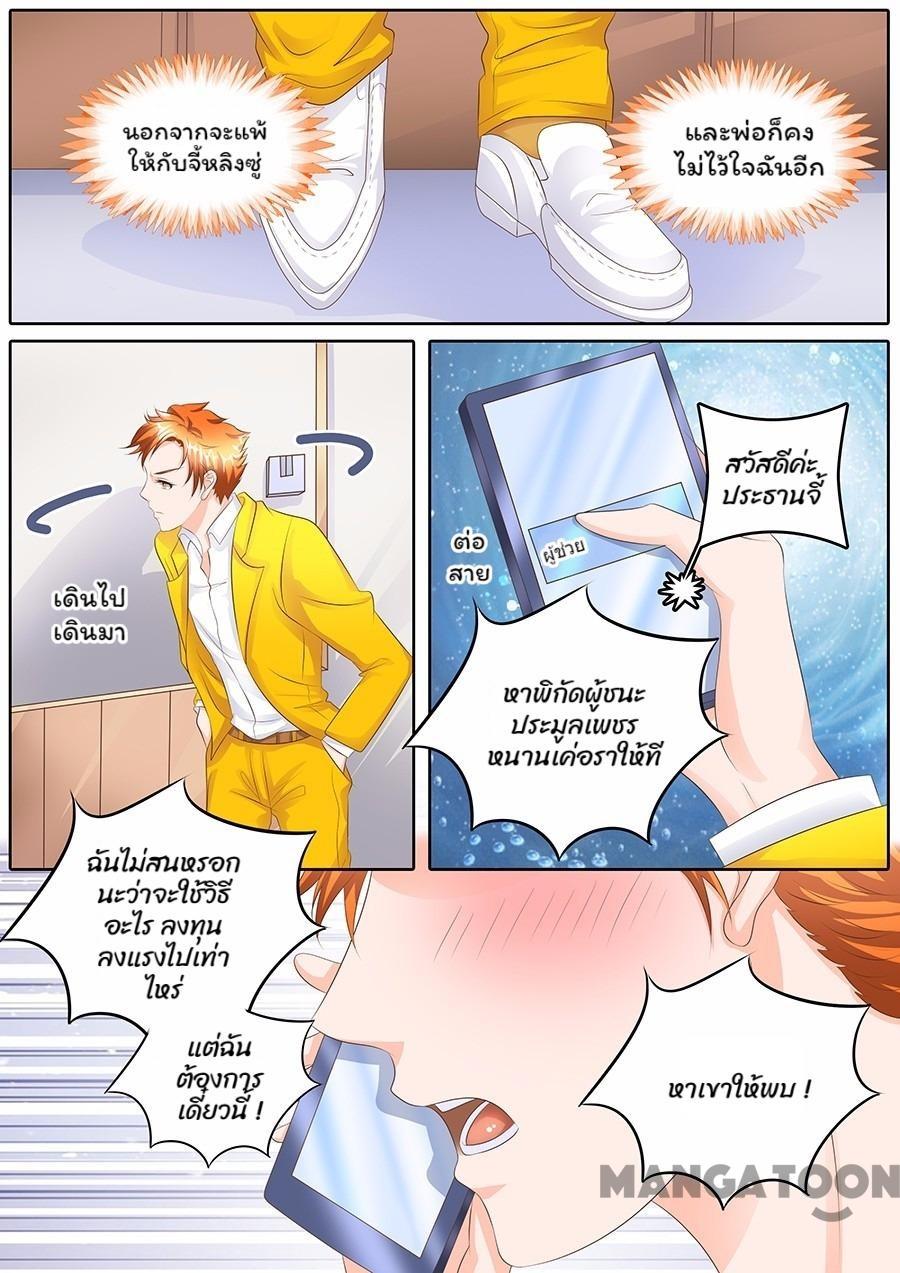 นอกจากจะแพ้
ให้กับจี้หลิงซู่
และพ่อก็คง
ไม่ไว้ใจฉันอีก
เดินไป
เดินมา
สวัสดีค่ะ
ประธานจี้
ต่อ
สาย
ผู้ช่วย
หาพิกัดผู้ชนะ
ประมูลเพชร
หนานเค่อราให้ที
ฉันไม่สนหรอก
นะว่าจะใช้วิธี
อะไร ลงทุน
ลงแรงไปเท่า
ไหร่
แต่ฉัน
ต้องการ
เดี๋ยวนี้ !
หาเขาให้พบ !
MANGATOON